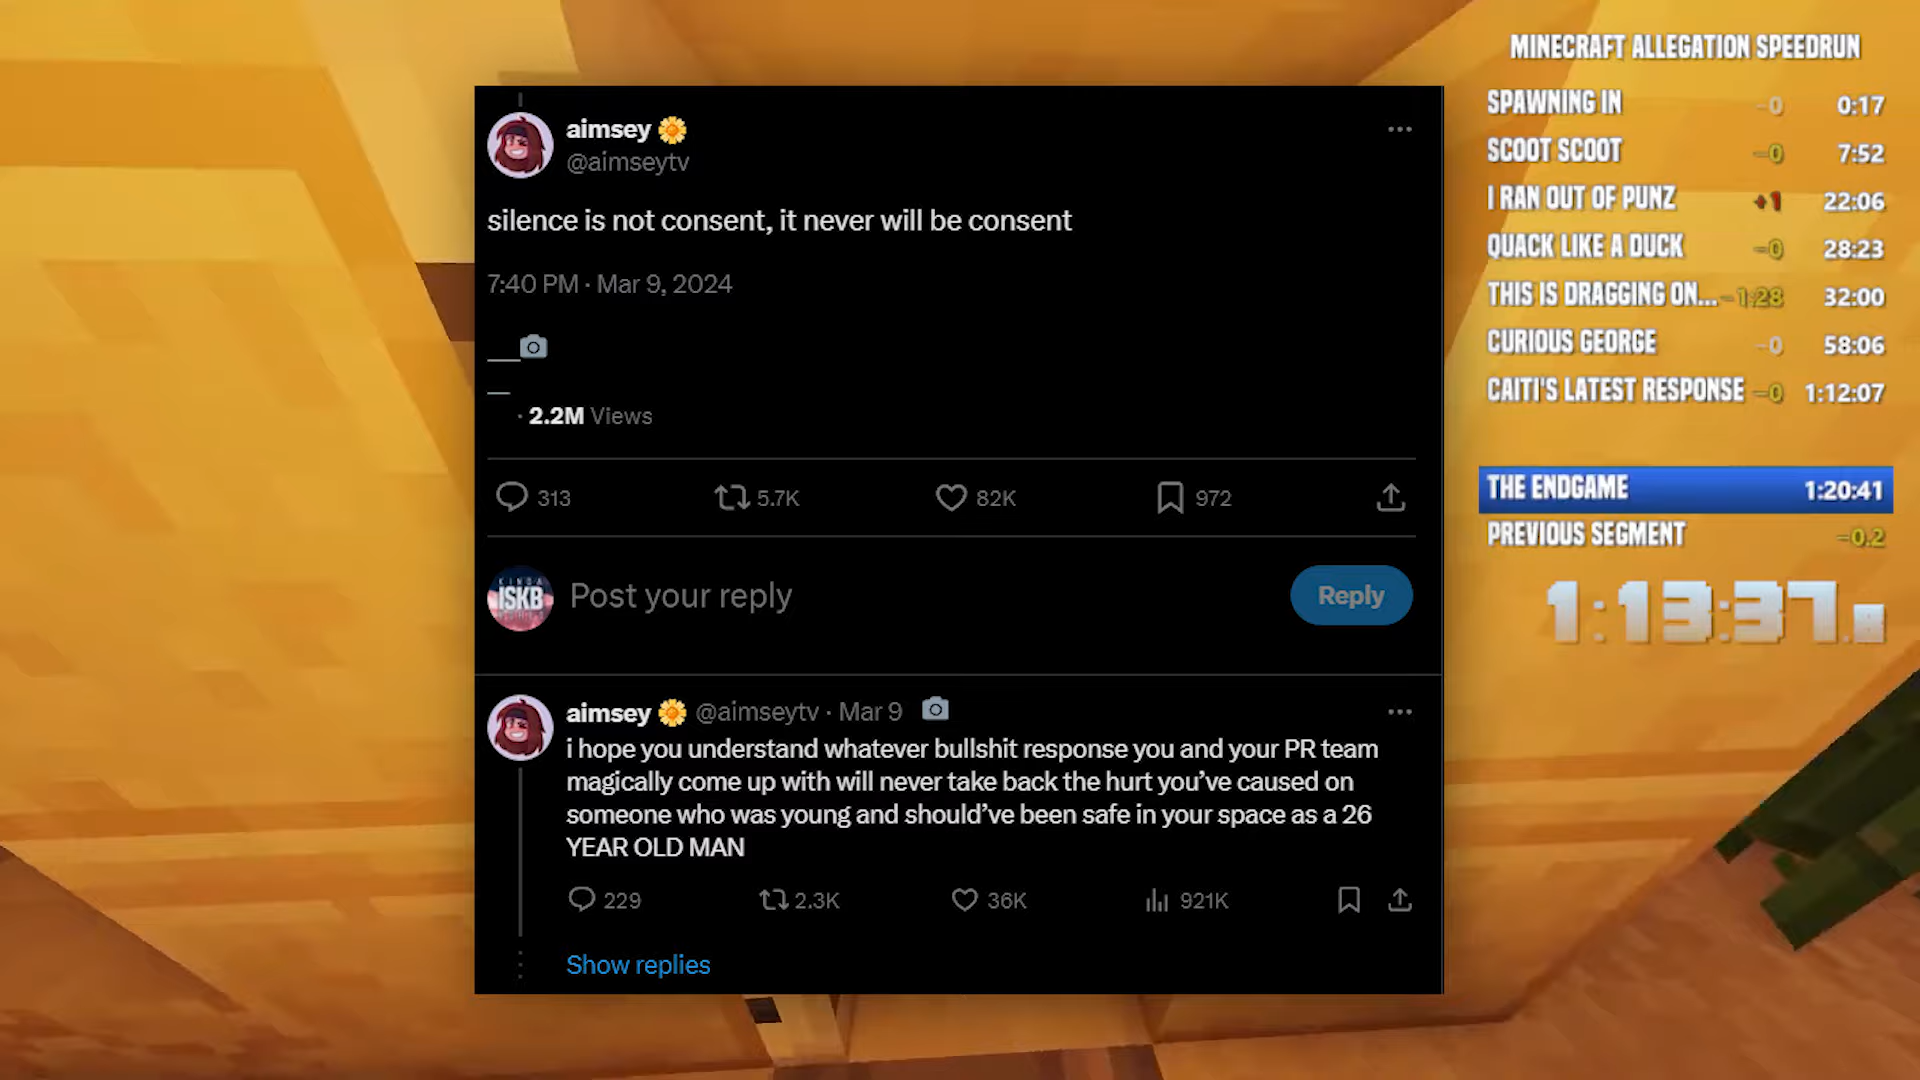 aimsey
@aimseytv
silence is not consent, it never will be consent
7:40 PM · Mar 9, 2024
· 2.2M Views
313
5.7K
82K
972
KINDA
ISKB
Post your reply
Reply
aimsey @aimseytv · Mar 9
i hope you understand whatever bullshit response you and your PR team
magically come up with will never take back the hurt you've caused on
someone who was young and should've been safe in your space as a 26
YEAR OLD MAN
229
2.3K
36K
921K
Show replies
MINECRAFT ALLEGATION SPEEDRUN
SPAWNING IN -0 0:17
SCOOT SCOOT -0 7:52
I RAN OUT OF PUNZ +1 22:06
QUACK LIKE A DUCK -0 28:23
THIS IS DRAGGING ON... -1:28 32:00
CURIOUS GEORGE -0 58:06
CAITI'S LATEST RESPONSE -0 1:12:07
THE ENDGAME 1:20:41
PREVIOUS SEGMENT -0.2
1:13:37.